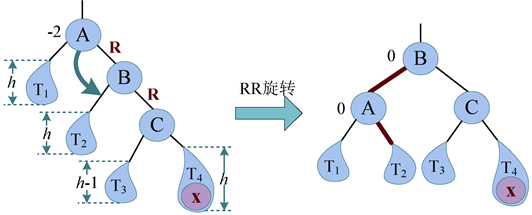 -2 A R
h T1 B R
h T2 C
h-1 T3 T4 h
x
RR旋转
0 B
0 A C
T1 T2 T3 T4
x